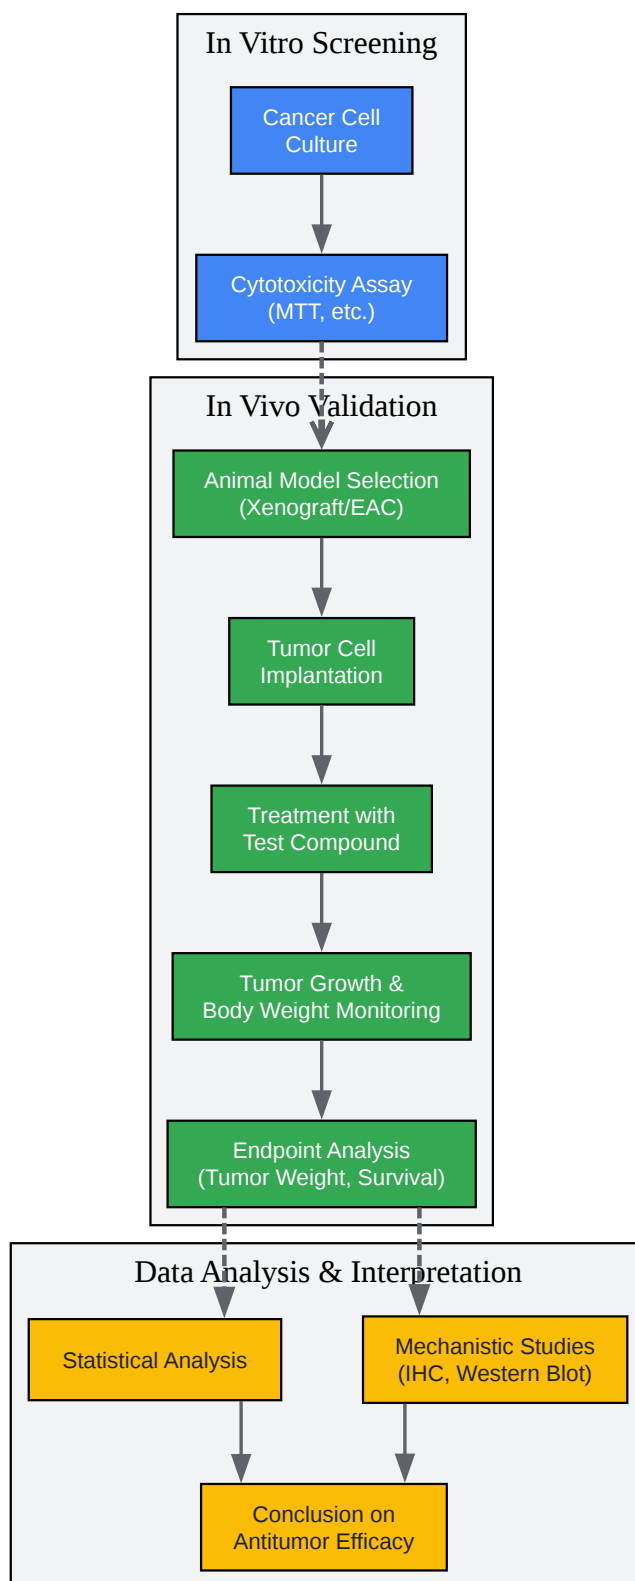 In Vitro Screening
Cancer Cell
Culture
Cytotoxicity Assay
(MTT, etc.)
In Vivo Validation
Animal Model Selection
(Xenograft/EAC)
Tumor Cell
Implantation
Treatment with
Test Compound
Tumor Growth &
Body Weight Monitoring
Endpoint Analysis
(Tumor Weight, Survival)
Data Analysis & Interpretation
Statistical Analysis
Mechanistic Studies
(IHC, Western Blot)
Conclusion on
Antitumor Efficacy